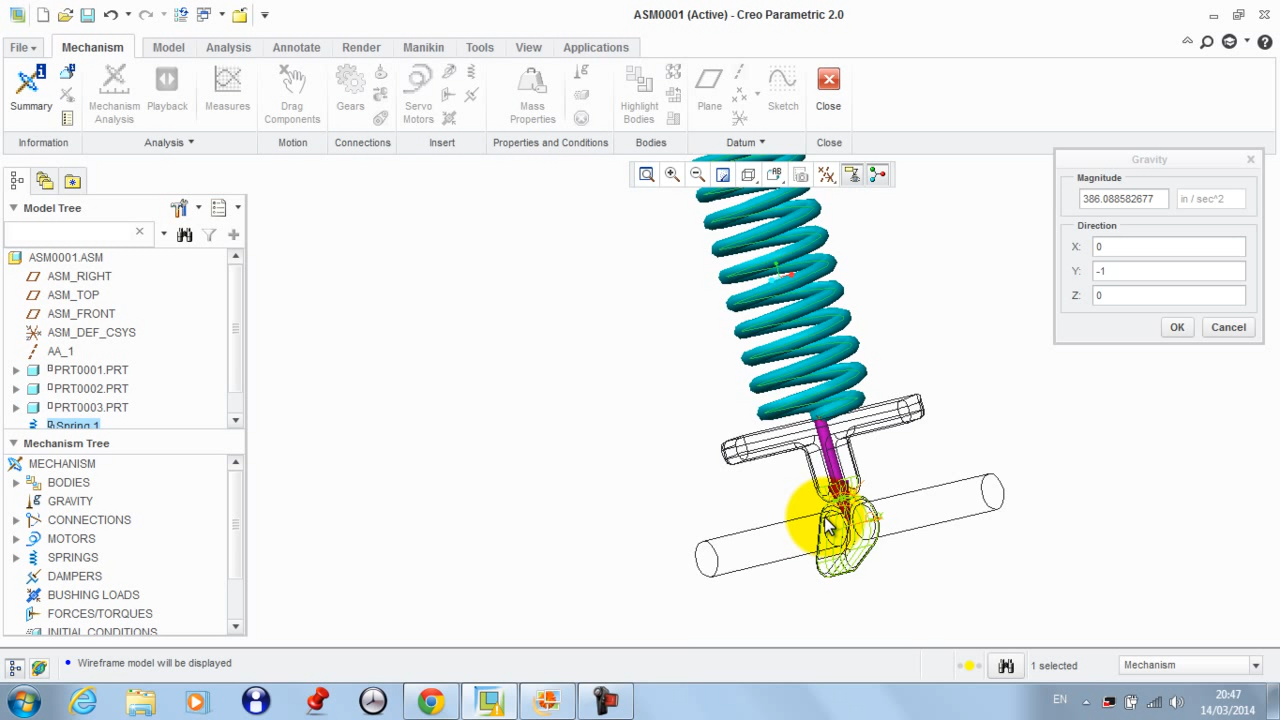 ASM0001 (Active) - Creo Parametric 2.0
File Mechanism Model Analysis Annotate Render Manikin Tools View Applications
Summary
Mechanism Analysis
Playback
Measures
Drag Components
Gears
Servo Motors
Mass Properties
Highlight Bodies
Plane
Sketch
Close
Information Analysis Motion Connections Insert Properties and Conditions Bodies Datum Close
Gravity
Magnitude
386.088582677 in / sec^2
Direction
X: 0
Y: -1
Z: 0
OK Cancel
Model Tree
ASM0001.ASM
ASM_RIGHT
ASM_TOP
ASM_FRONT
ASM_DEF_CSYS
AA_1
PRT0001.PRT
PRT0002.PRT
PRT0003.PRT
Spring 1
Mechanism Tree
MECHANISM
BODIES
GRAVITY
CONNECTIONS
MOTORS
SPRINGS
DAMPERS
BUSHING LOADS
FORCES/TORQUES
INITIAL CONDITIONS
Wireframe model will be displayed
1 selected
Mechanism
EN
20:47
14/03/2014